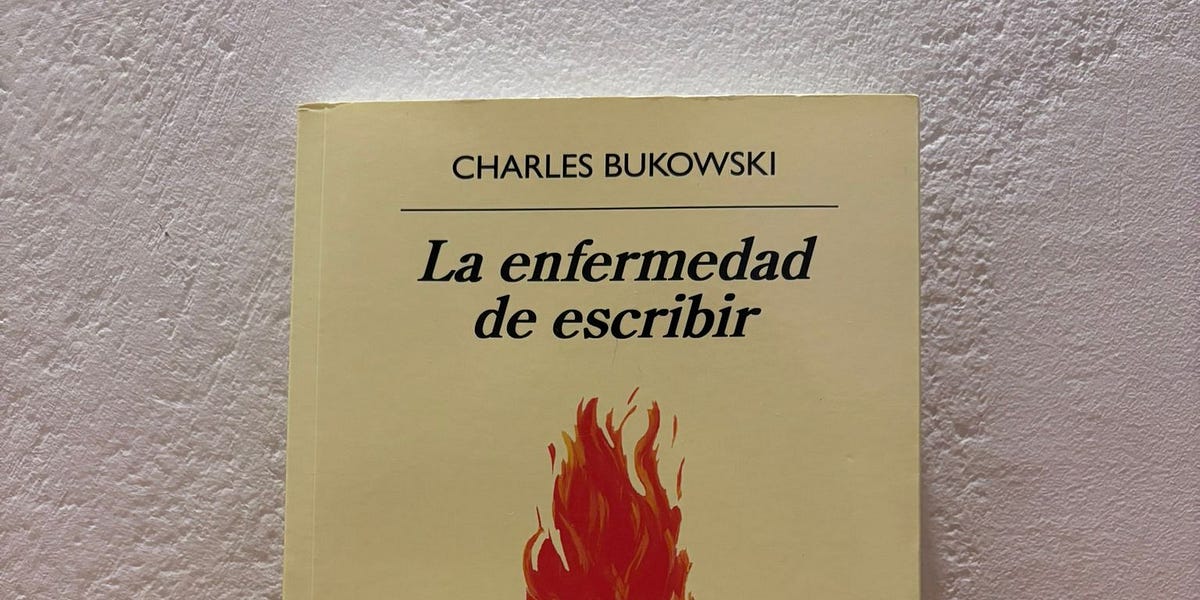 CHARLES BUKOWSKI
La enfermedad
de escribir